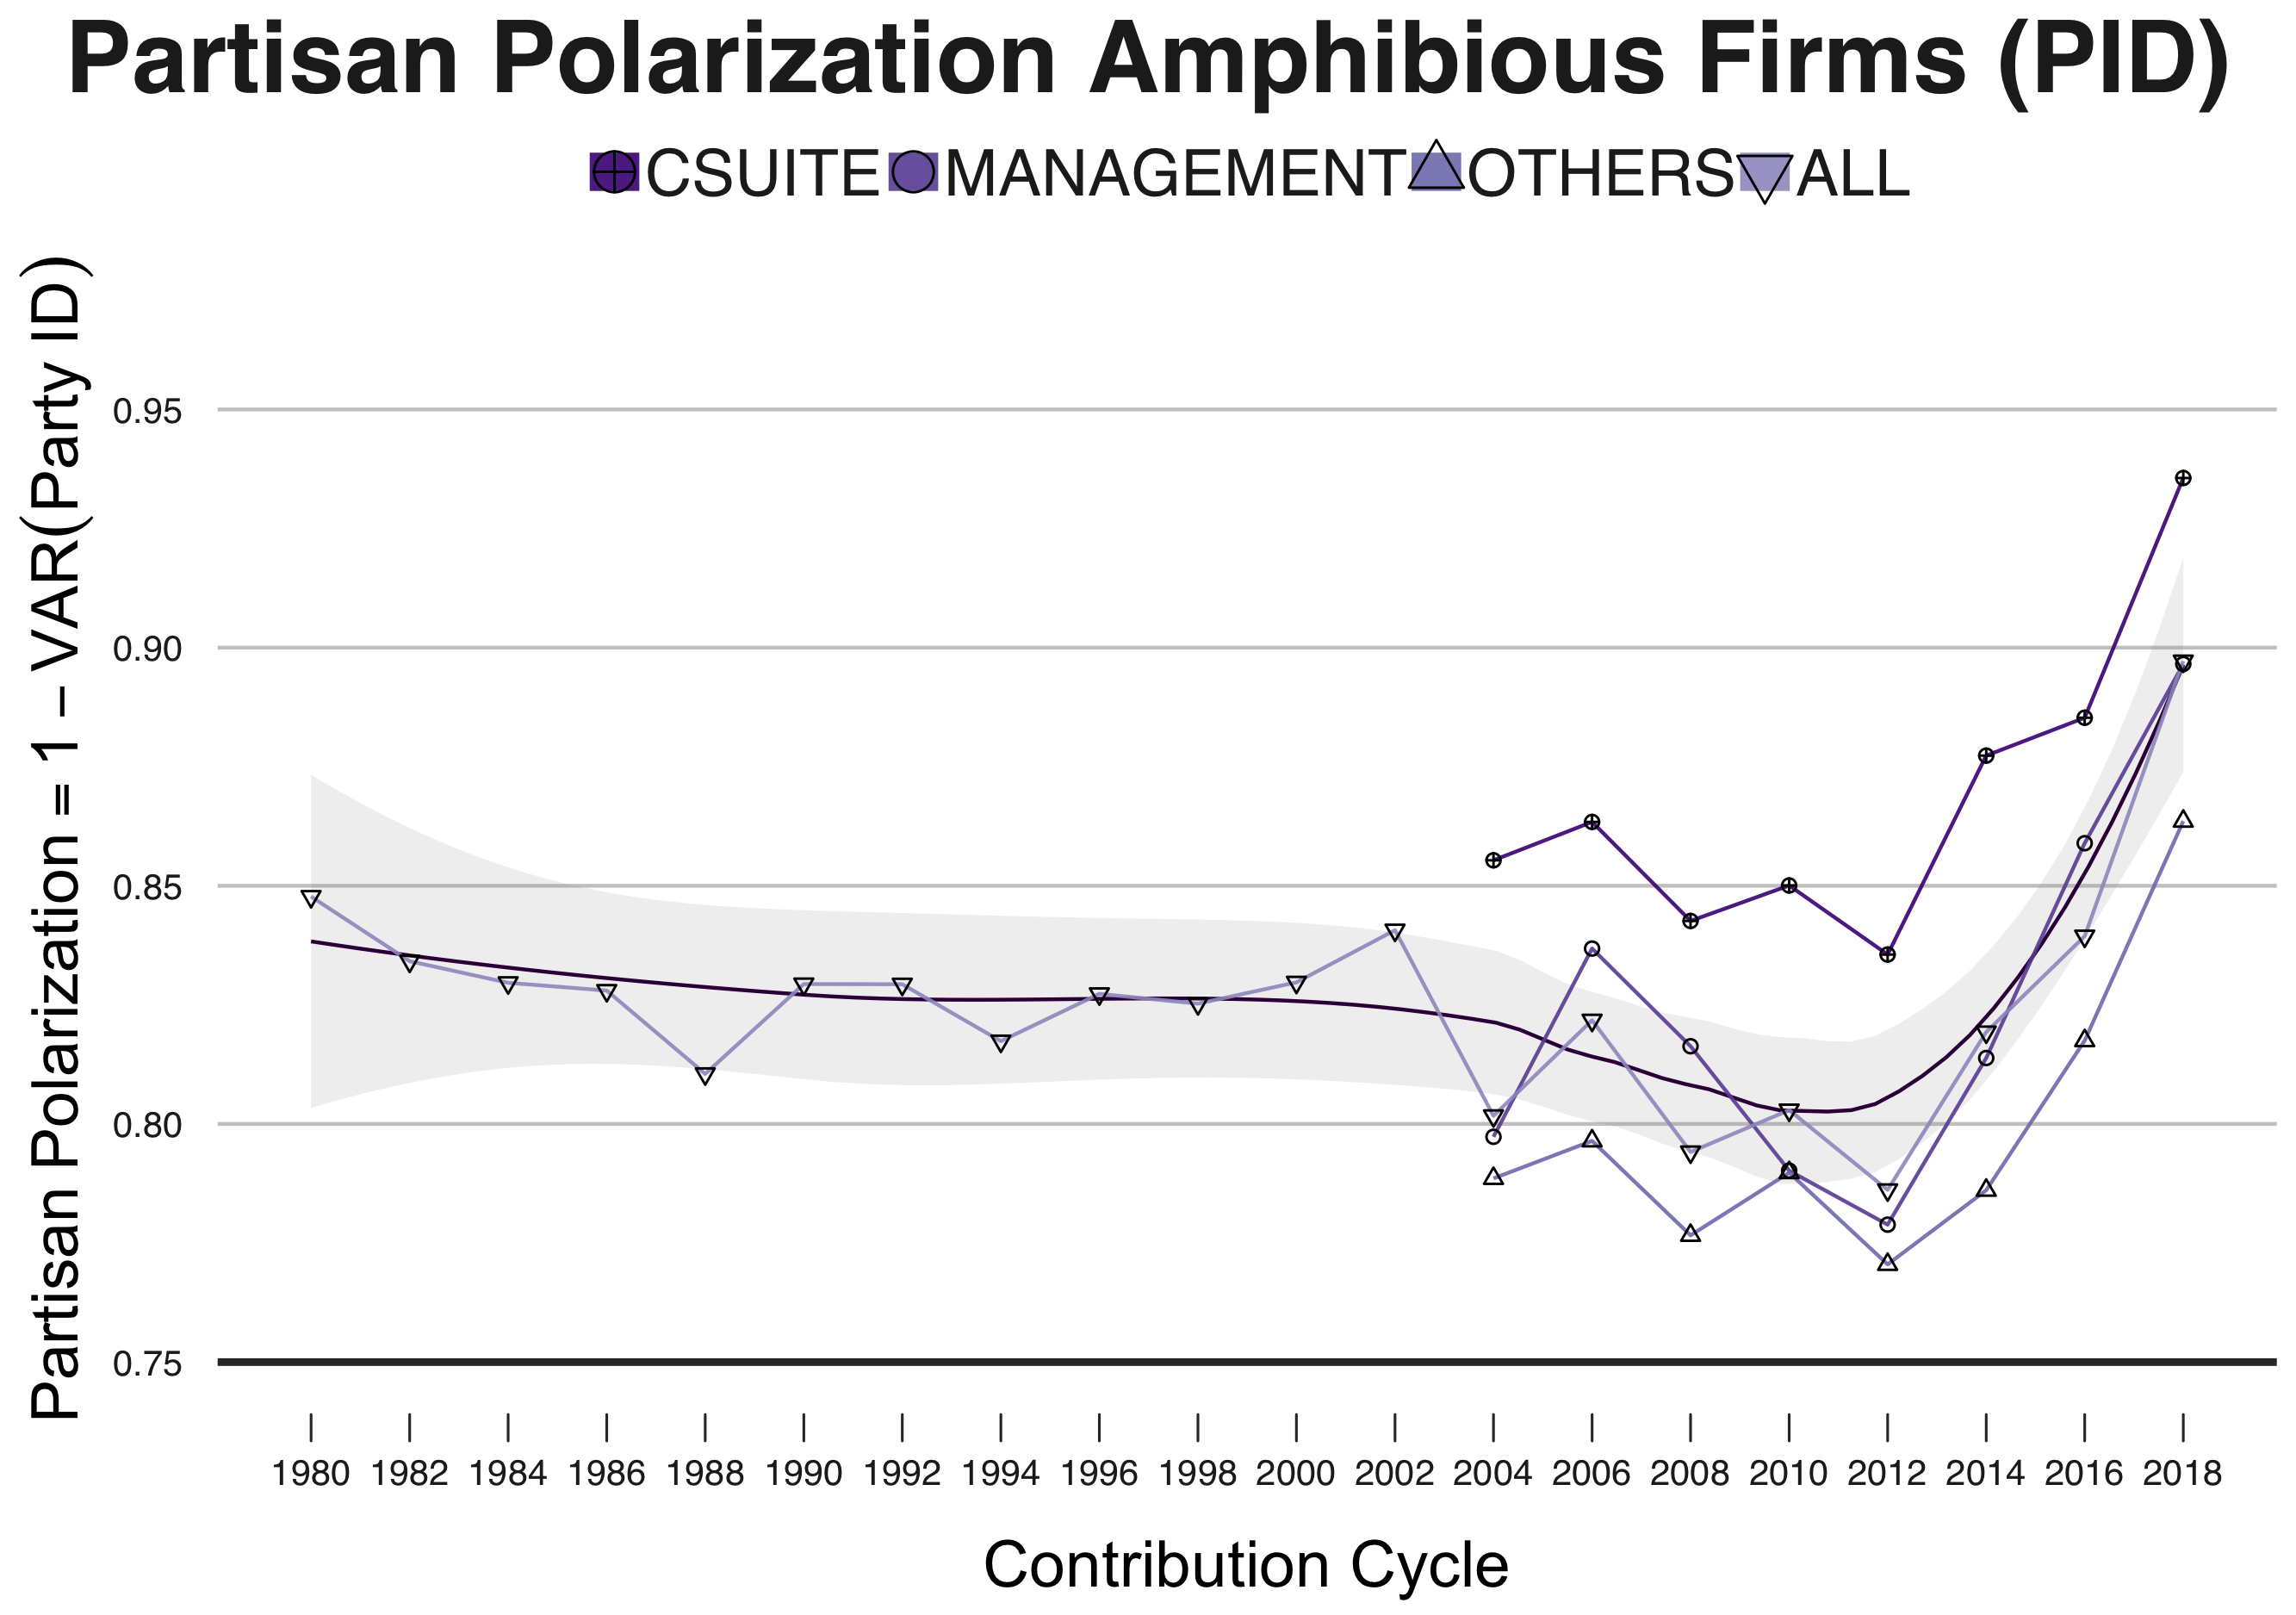 Partisan Polarization Amphibious Firms (PID)
CSUITE MANAGEMENT OTHERS ALL
Partisan Polarization = 1 − VAR(Party ID)
0.95
0.90
0.85
0.80
0.75
1980 1982 1984 1986 1988 1990 1992 1994 1996 1998 2000 2002 2004 2006 2008 2010 2012 2014 2016 2018
Contribution Cycle